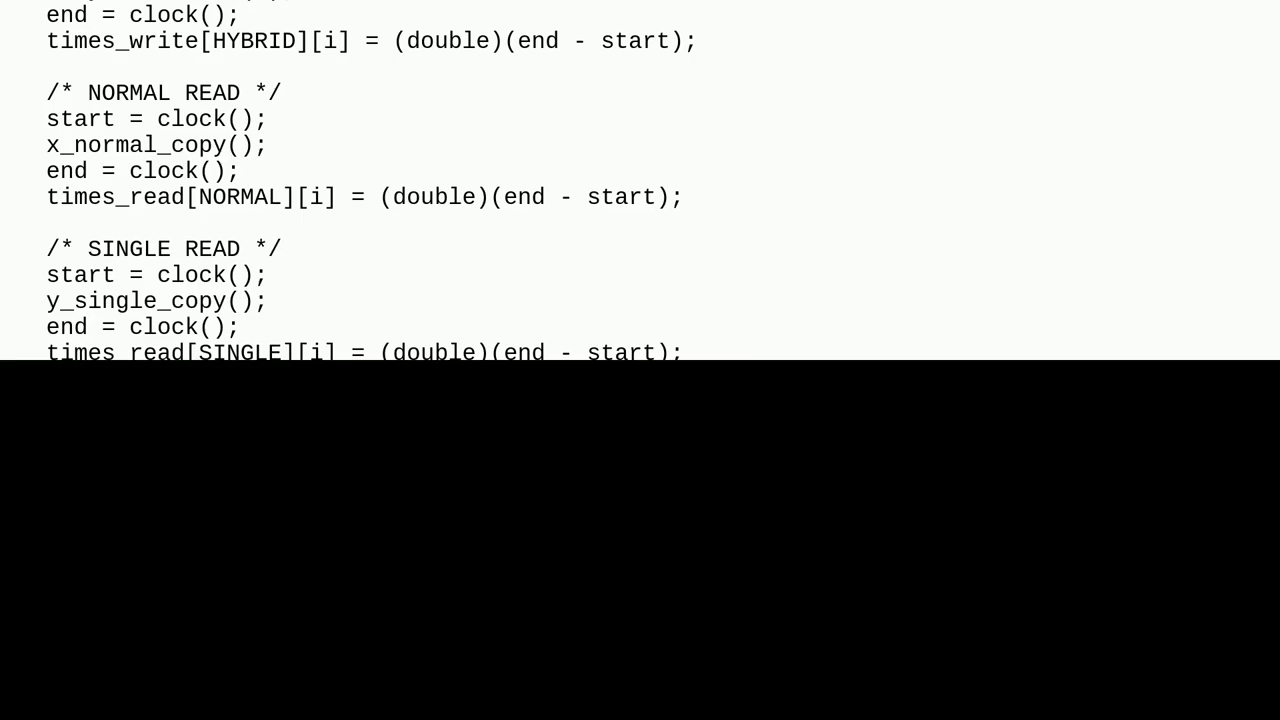 end = clock();
times_write[HYBRID][i] = (double)(end - start);
/* NORMAL READ */
start = clock();
x_normal_copy();
end = clock();
times_read[NORMAL][i] = (double)(end - start);
/* SINGLE READ */
start = clock();
y_single_copy();
end = clock();
times_read[SINGLE][i] = (double)(end - start);